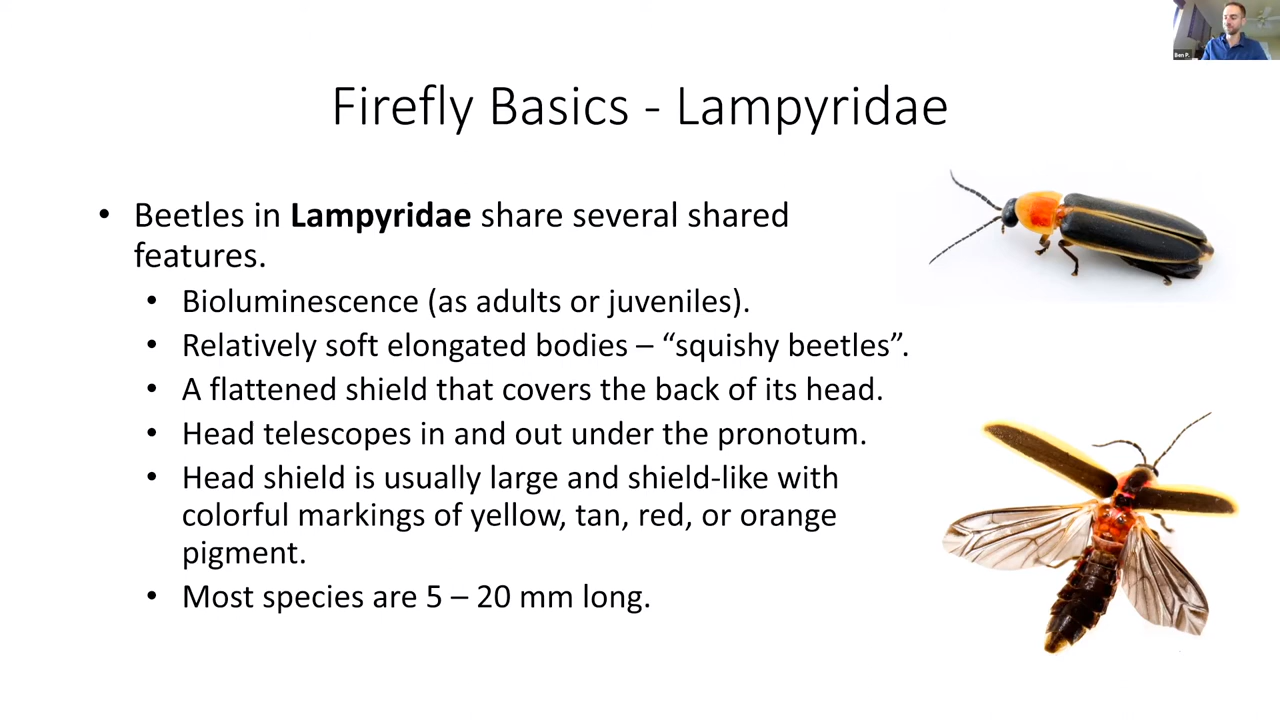 Ben P.
Firefly Basics - Lampyridae
• Beetles in Lampyridae share several shared
features.
• Bioluminescence (as adults or juveniles).
• Relatively soft elongated bodies – “squishy beetles”.
• A flattened shield that covers the back of its head.
• Head telescopes in and out under the pronotum.
• Head shield is usually large and shield-like with
colorful markings of yellow, tan, red, or orange
pigment.
• Most species are 5 – 20 mm long.